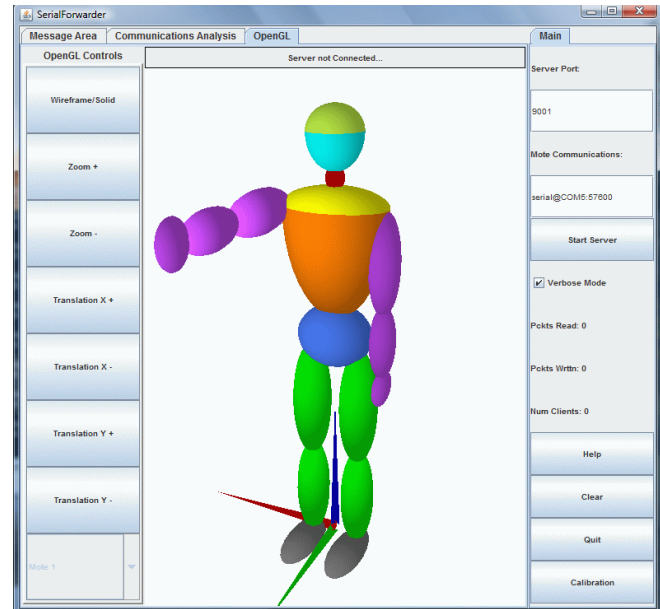 SerialForwarder
Message Area
Communications Analysis
OpenGL
Main
OpenGL Controls
Server not Connected...
Wireframe/Solid
Zoom +
Zoom -
Translation X +
Translation X -
Translation Y +
Translation Y -
Mote 1
Server Port:
9001
Mote Communications:
serial@COM5:57600
Start Server
Verbose Mode
Pckts Read: 0
Pckts Wrttn: 0
Num Clients: 0
Help
Clear
Quit
Calibration